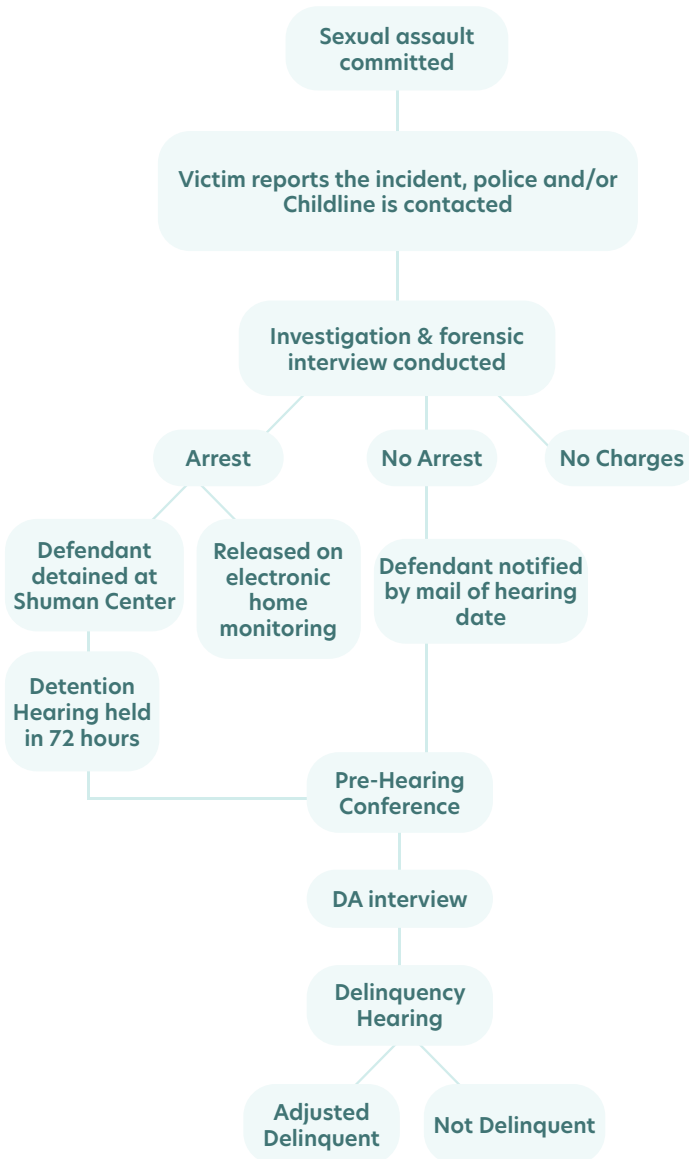 Sexual assault
committed
Victim reports the incident, police and/or
Childline is contacted
Investigation & forensic
interview conducted
Arrest
No Arrest
No Charges
Defendant
detained at
Shuman Center
Released on
electronic
home
monitoring
Defendant notified
by mail of hearing
date
Detention
Hearing held
in 72 hours
Pre-Hearing
Conference
DA interview
Delinquency
Hearing
Adjusted
Delinquent
Not Delinquent